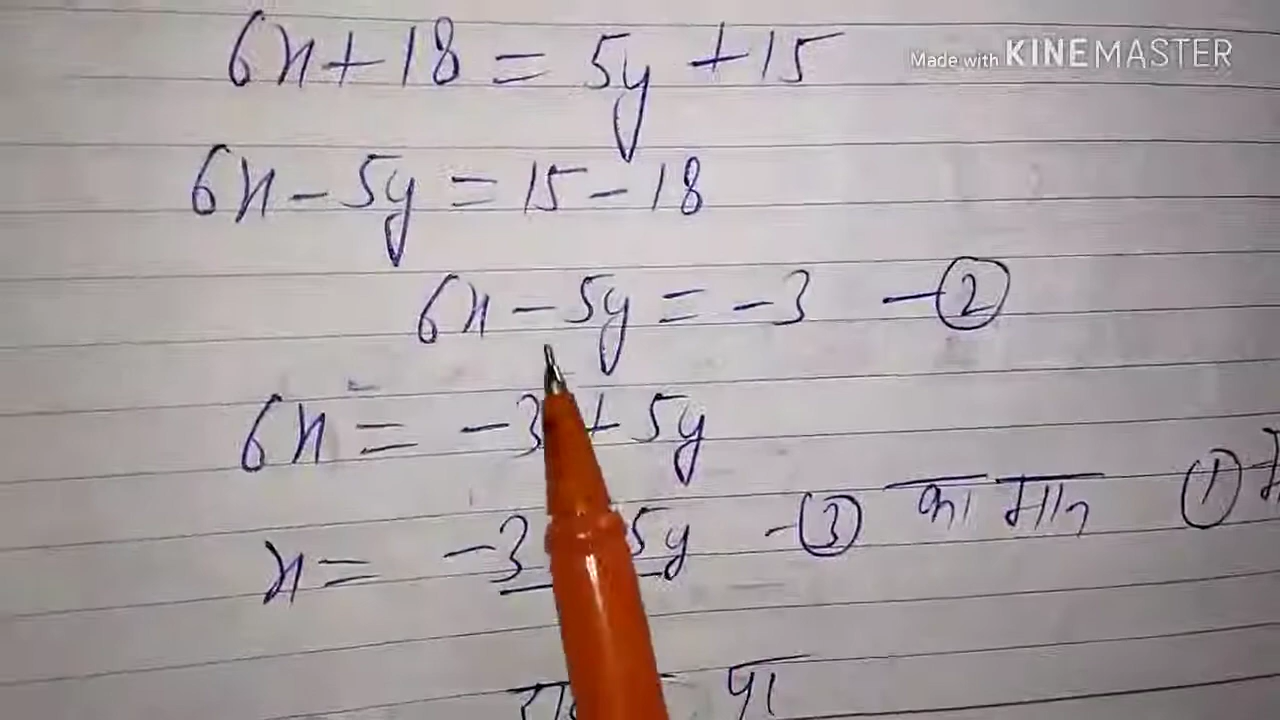 6x + 18 = 5y + 15
Made with KINEMASTER
6x - 5y = 15 - 18
6x - 5y = -3 - ②
6x = -3 + 5y
x = -3 5y - ③ का मान ①